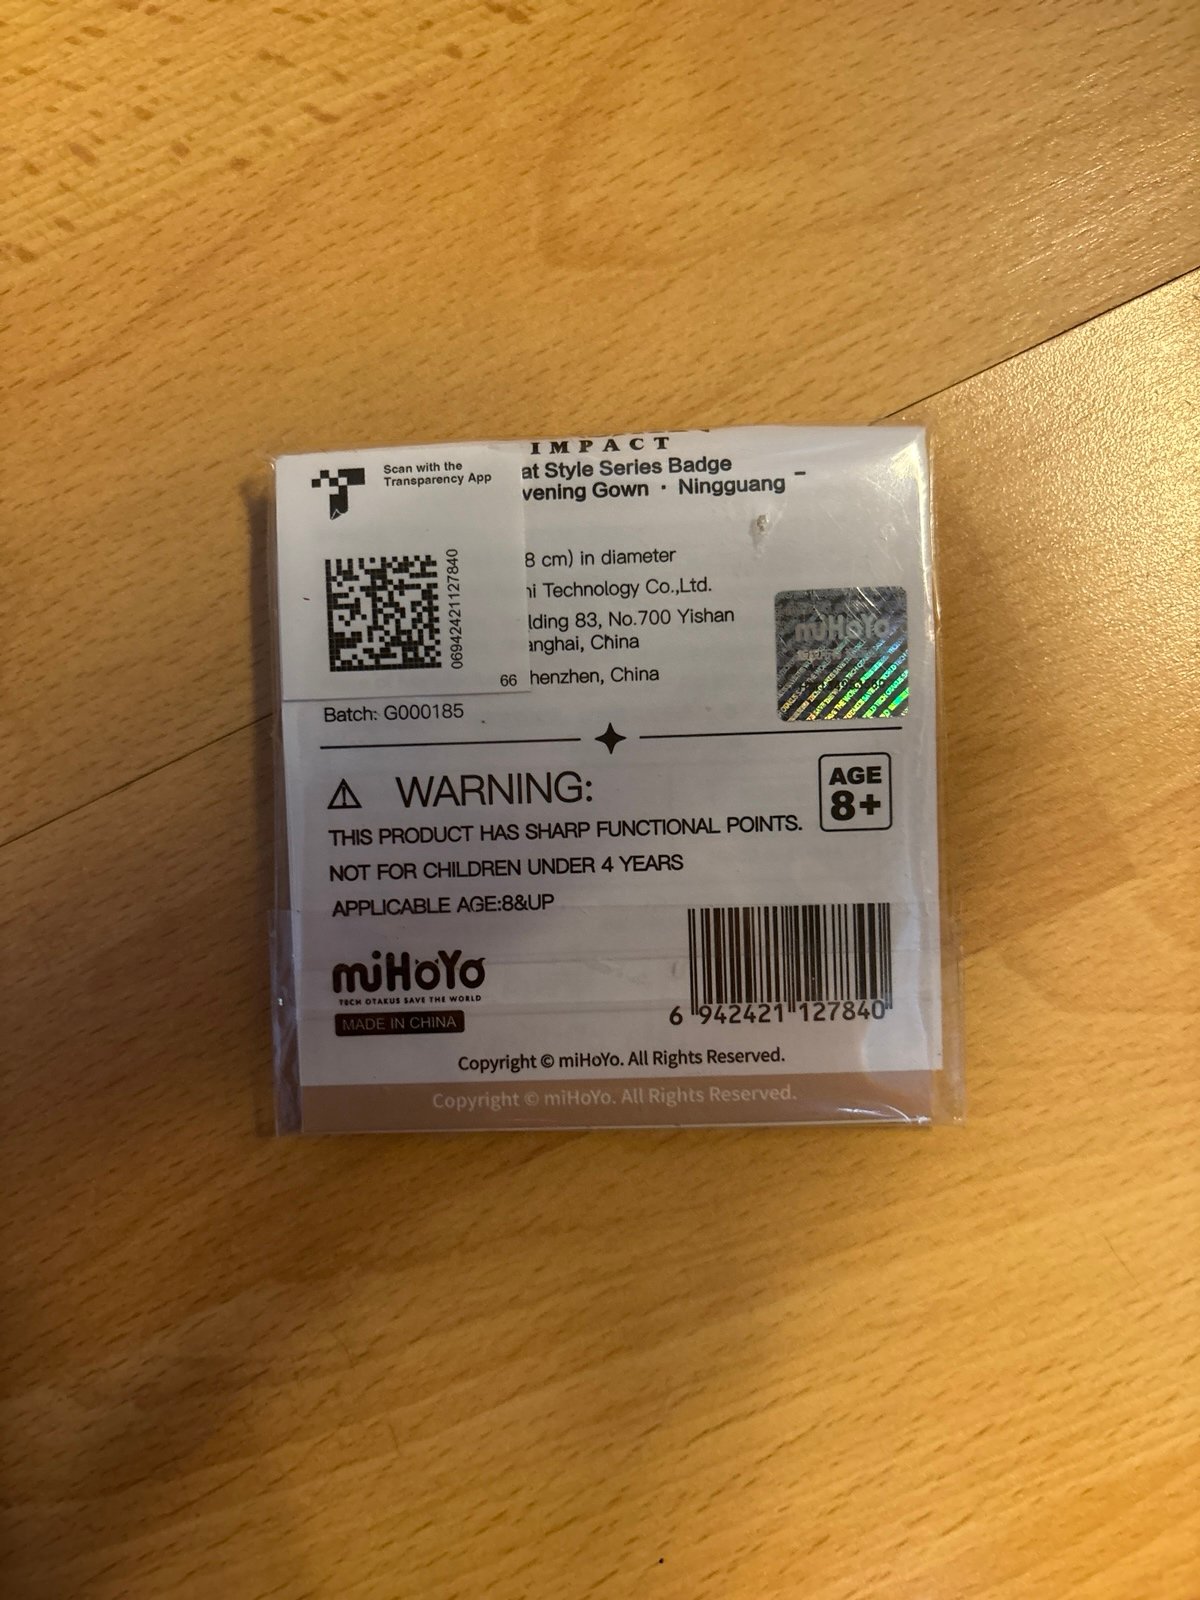 IMPACT
Scan with the
Transparency App
at Style Series Badge
vening Gown · Ningguang –
8 cm) in diameter
Technology Co.,Ltd.
lding 83, No.700 Yishan
anghai, China
henzhen, China
06942421127840
66
miHoYo
Batch: G000185
WARNING:
AGE
8+
THIS PRODUCT HAS SHARP FUNCTIONAL POINTS.
NOT FOR CHILDREN UNDER 4 YEARS
APPLICABLE AGE:8&UP
miHoYo
TECH OTAKUS SAVE THE WORLD
MADE IN CHINA
6 942421 127840
Copyright © miHoYo. All Rights Reserved.
Copyright © miHoYo. All Rights Reserved.